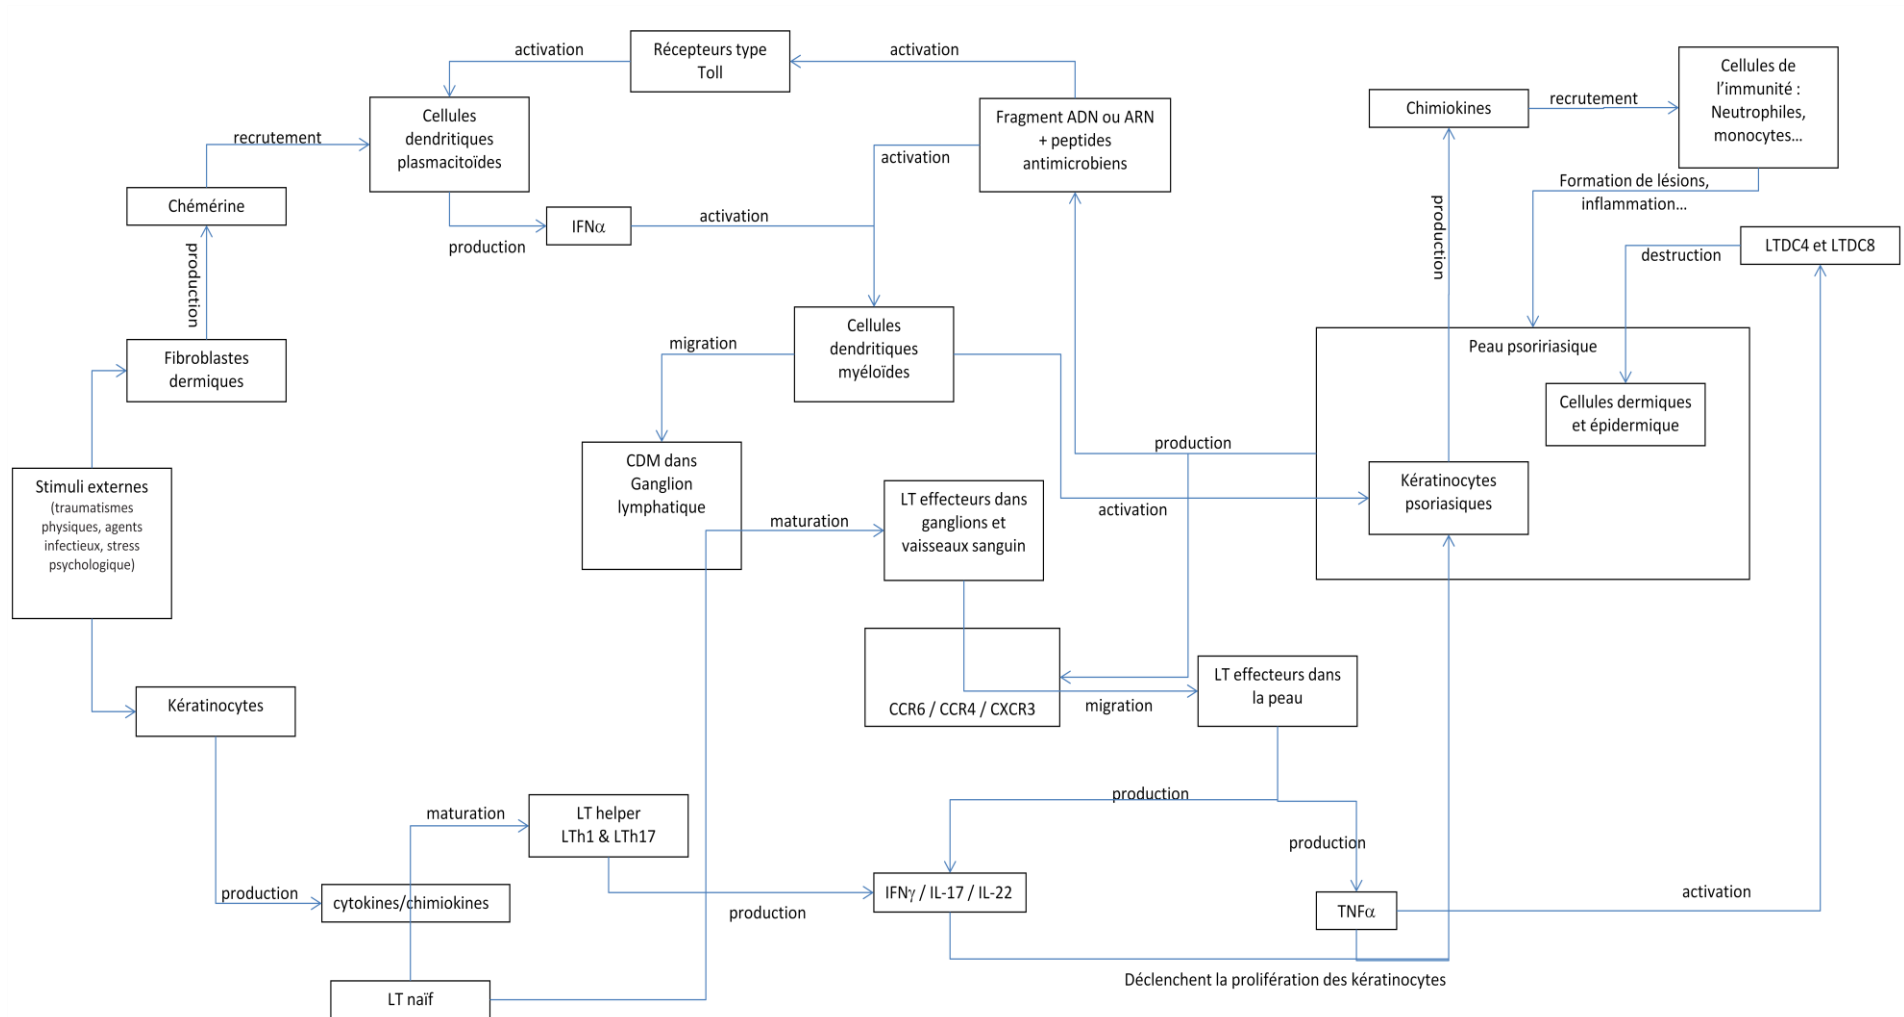 activation
Récepteurs type
Toll
activation
Cellules de
l'immunité :
Neutrophiles,
monocytes...
Chimiokines
recrutement
Cellules
dendritiques
plasmacitoïdes
Fragment ADN ou ARN
+ peptides
antimicrobiens
recrutement
activation
Formation de lésions,
inflammation...
Chémérine
production
IFNα
activation
production
production
LTDC4 et LTDC8
destruction
Fibroblastes
dermiques
Cellules
dendritiques
myéloïdes
migration
Peau psoririasique
Cellules dermiques
et épidermique
production
CDM dans
Ganglion
lymphatique
Kératinocytes
psoriasiques
Stimuli externes
(traumatismes
physiques, agents
infectieux, stress
psychologique)
LT effecteurs dans
ganglions et
vaisseaux sanguin
maturation
activation
LT effecteurs dans
la peau
Kératinocytes
CCR6 / CCR4 / CXCR3
migration
production
LT helper
LTh1 & LTh17
maturation
production
production
cytokines/chimiokines
IFNγ / IL-17 / IL-22
production
TNFα
activation
Déclenchent la prolifération des kératinocytes
LT naïf